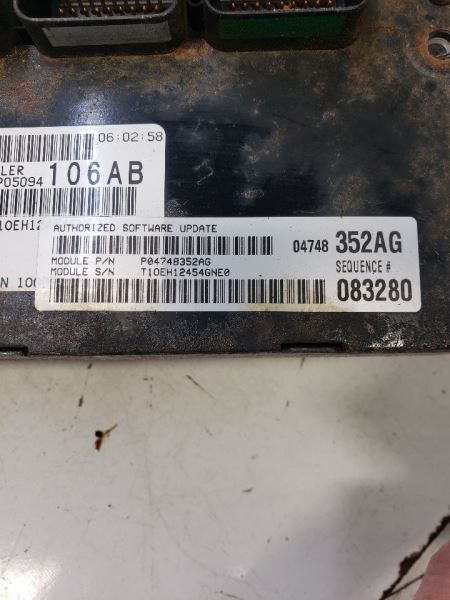 06:02:58
LER
P05094 106AB
10EH12
N 100
AUTHORIZED SOFTWARE UPDATE
04748 352AG
MODULE P/N P04748352AG
MODULE S/N T10EH12454GNE0
SEQUENCE #
083280